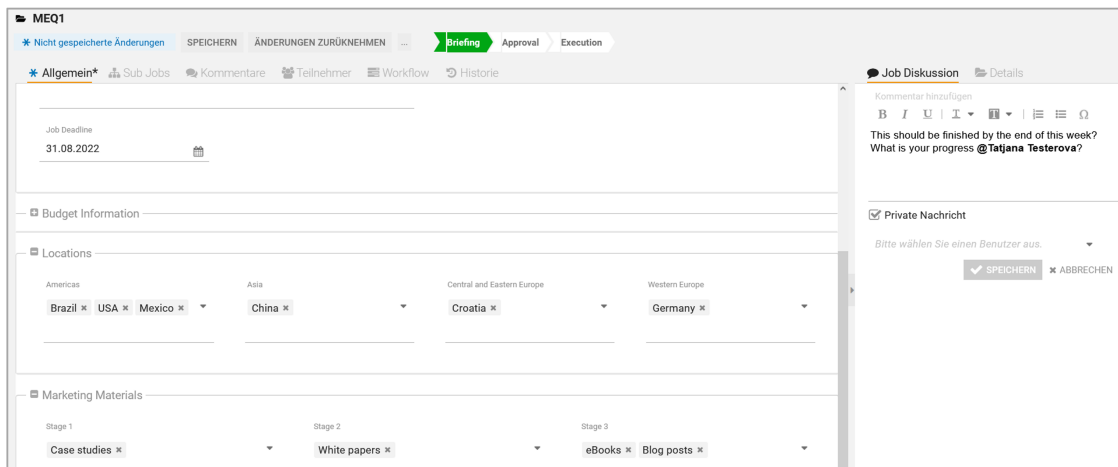 MEQ1
Nicht gespeicherte Änderungen SPEICHERN ÄNDERUNGEN ZURÜKNEHMEN ... Briefing Approval Execution
Allgemein* Sub Jobs Kommentare Teilnehmer Workflow Historie
Job Deadline
31.08.2022
Budget Information
Locations
Americas Asia Central and Eastern Europe Western Europe
Brazil × USA × Mexico × China × Croatia × Germany ×
Marketing Materials
Stage 1 Stage 2 Stage 3
Case studies × White papers × eBooks × Blog posts ×
Job Diskussion Details
Kommentar hinzufügen
B I U | I T | Ω
This should be finished by the end of this week?
What is your progress @Tatjana Testerova?
Private Nachricht
Bitte wählen Sie einen Benutzer aus.
SPEICHERN × ABBRECHEN